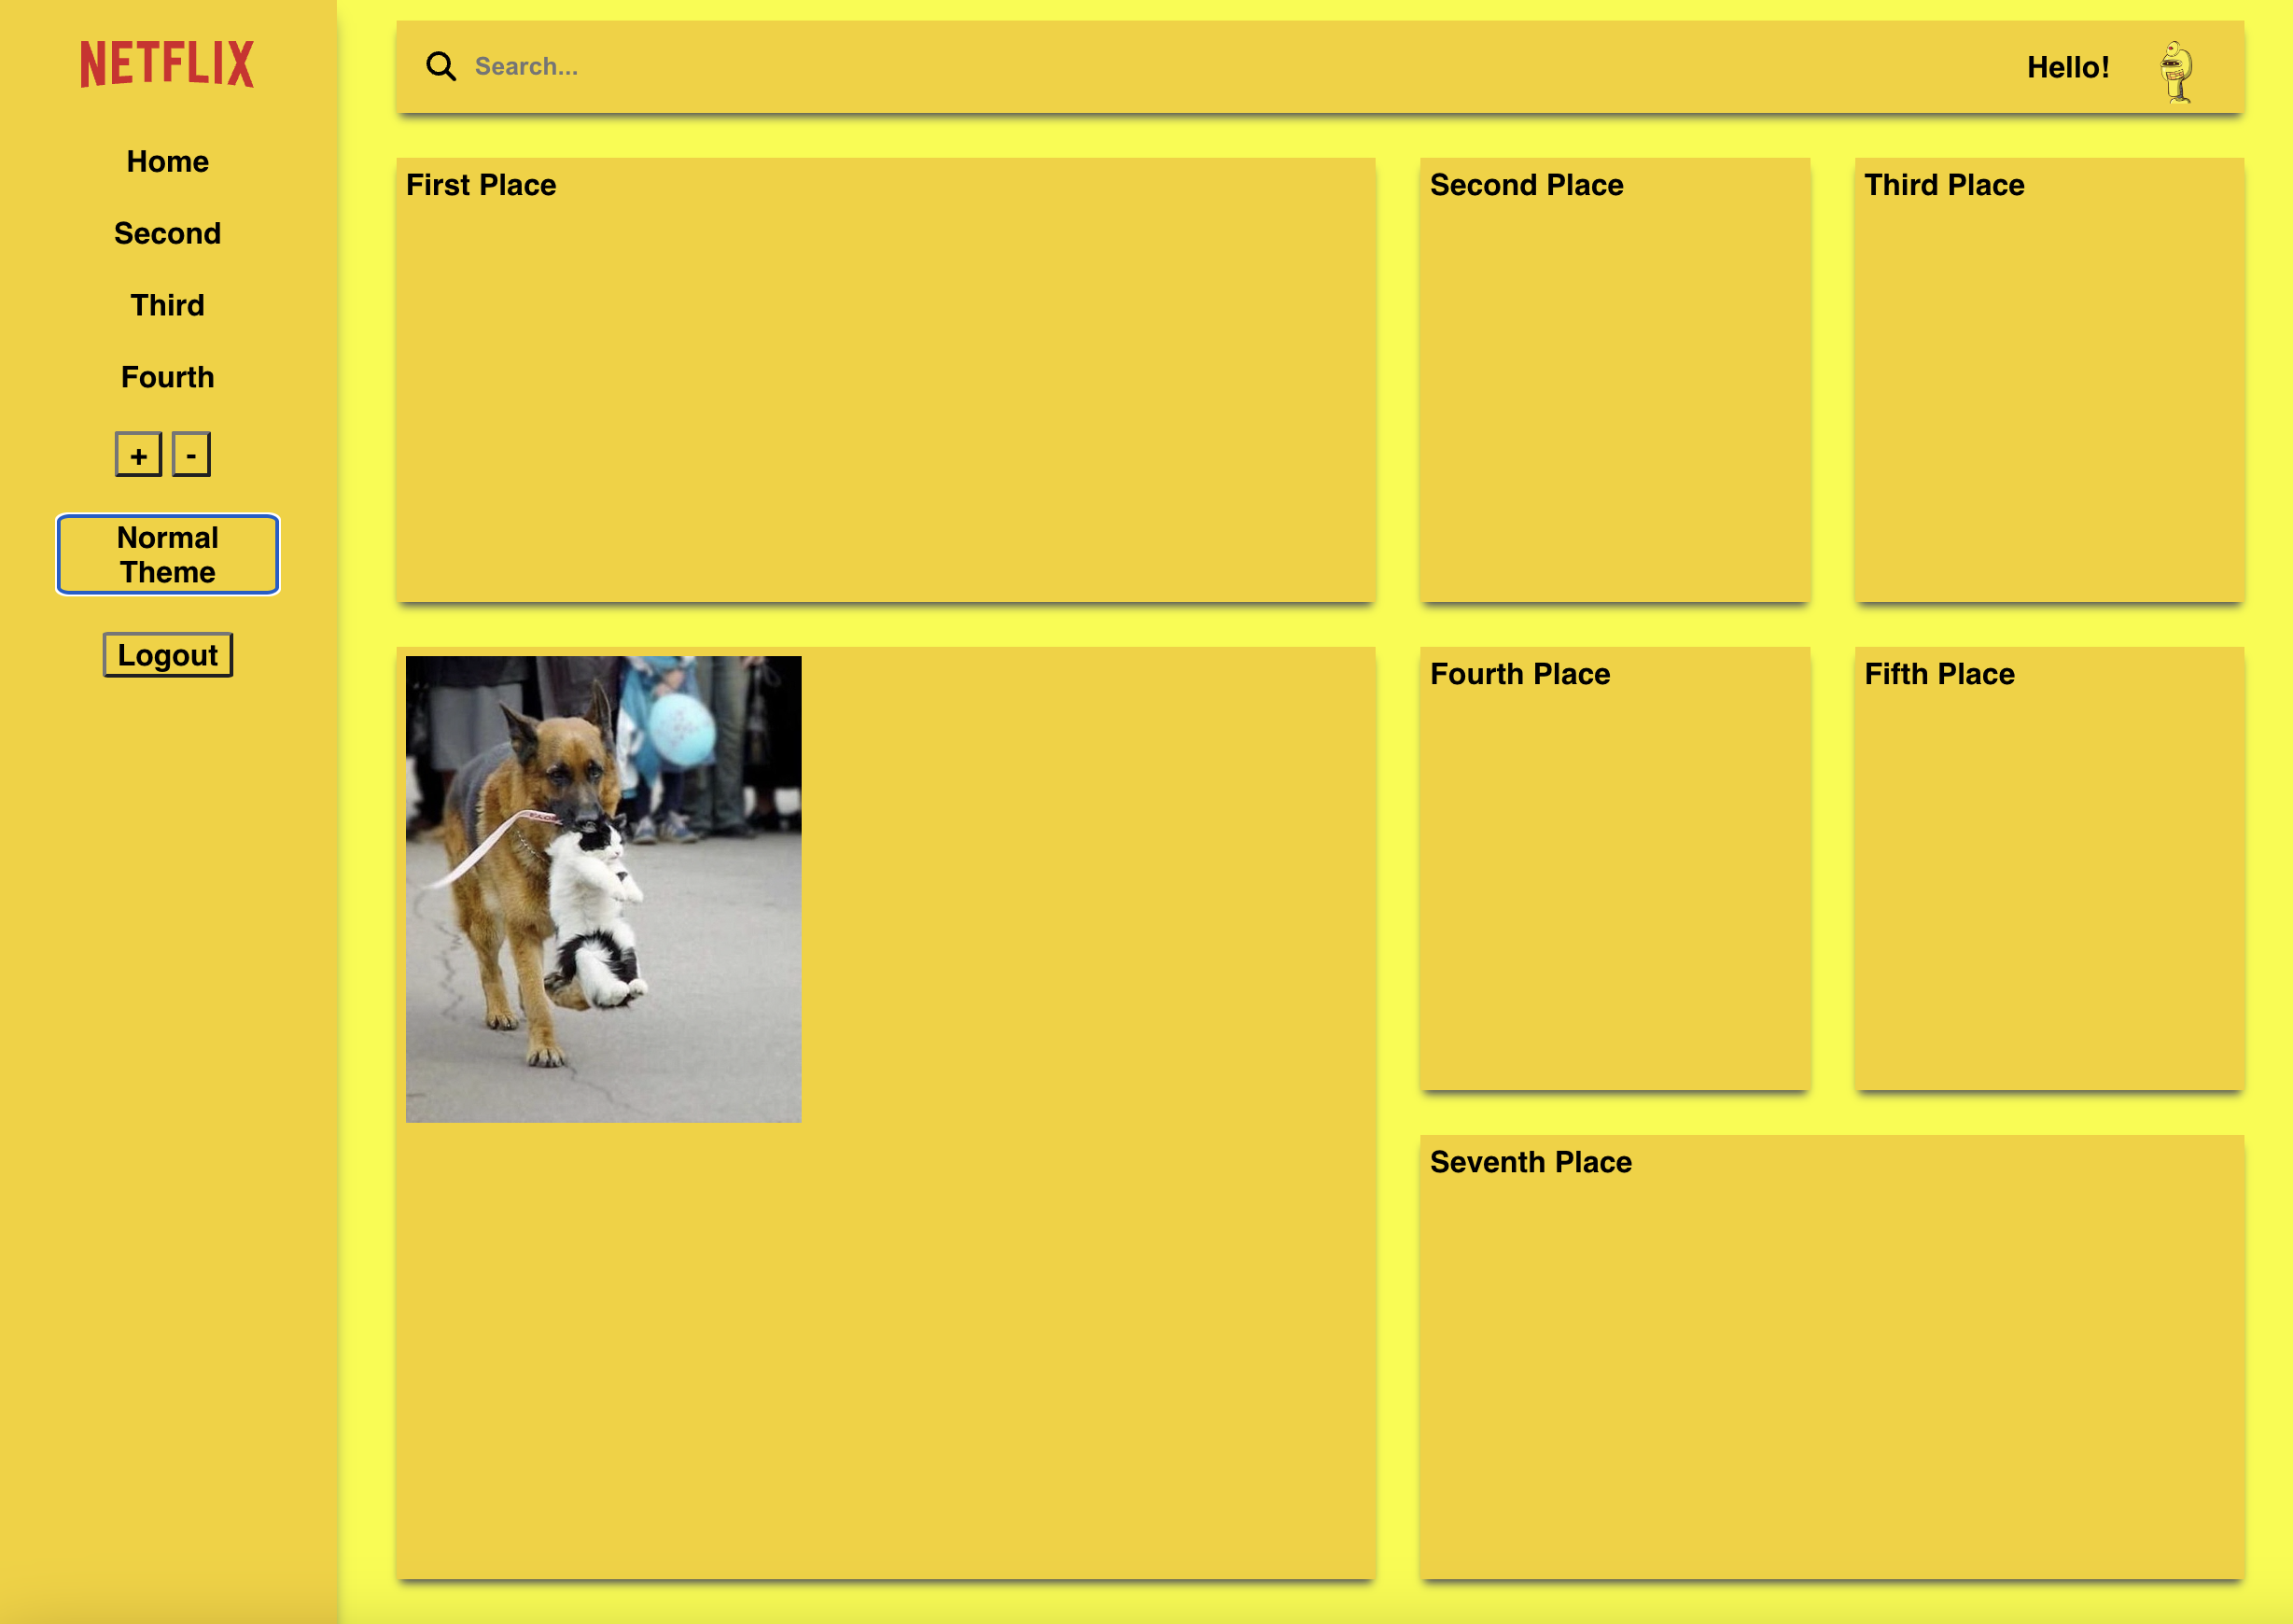 NETFLIX
Home
Second
Third
Fourth
+ -
Normal
Theme
Logout
Search...
Hello!
First Place
Second Place
Third Place
Fourth Place
Fifth Place
Seventh Place